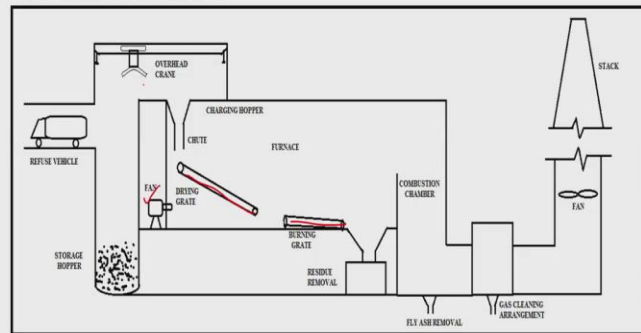 OVERHEAD
CRANE
STACK
CHARGING HOPPER
REFUSE VEHICLE
CHUTE
FURNACE
COMBUSTION
CHAMBER
FAN
DRYING
GRATE
FAN
BURNING
GRATE
STORAGE
HOPPER
RESIDUE
REMOVAL
GAS CLEANING
ARRANGEMENT
FLY ASH REMOVAL